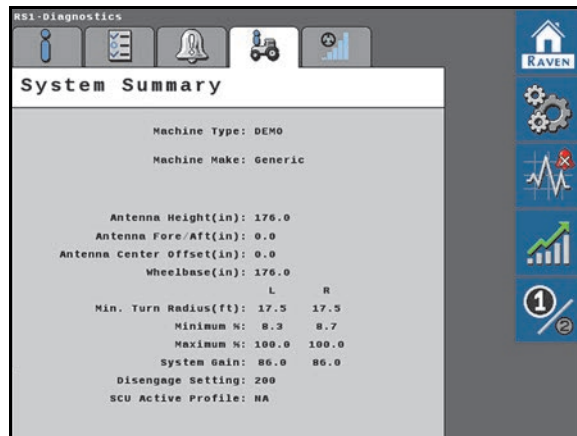 RS1-Diagnostics
System Summary
Machine Type: DEMO
Machine Make: Generic
Antenna Height(in): 176.0
Antenna Fore/Aft(in): 0.0
Antenna Center Offset(in): 0.0
Wheelbase(in): 176.0
L R
Min. Turn Radius(ft): 17.5 17.5
Minimum %: 8.3 8.7
Maximum %: 100.0 100.0
System Gain: 86.0 86.0
Disengage Setting: 200
SCU Active Profile: NA
RAVEN
1/2